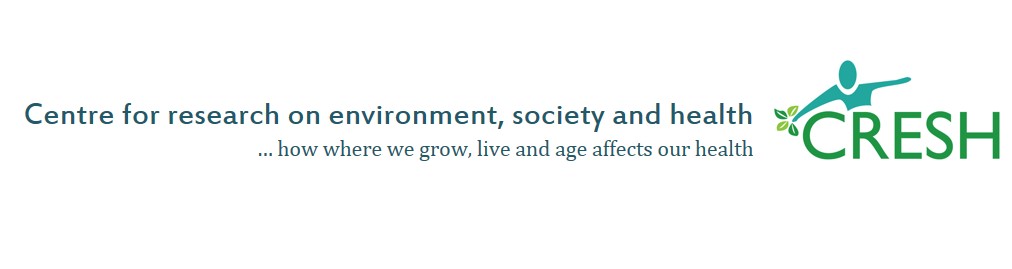 Centre for research on environment, society and health
... how where we grow, live and age affects our health
CRESH